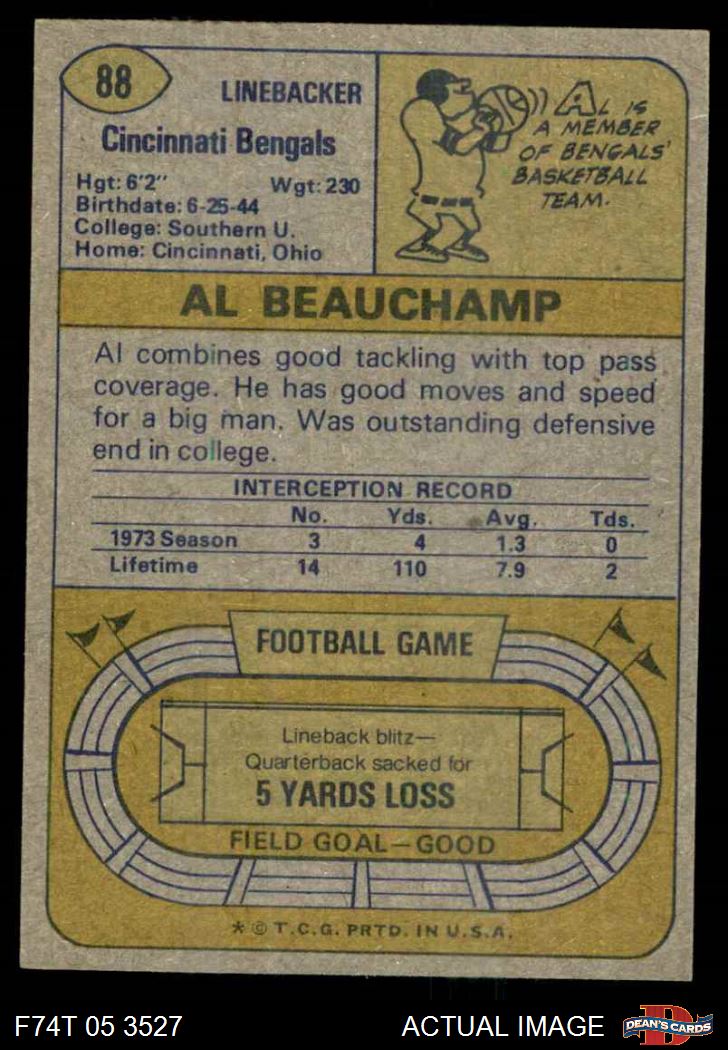 88
LINEBACKER
Cincinnati Bengals
Hgt: 6'2" Wgt: 230
Birthdate: 6-25-44
College: Southern U.
Home: Cincinnati, Ohio
AL IS
A MEMBER
OF BENGALS'
BASKETBALL
TEAM.
AL BEAUCHAMP
Al combines good tackling with top pass
coverage. He has good moves and speed
for a big man. Was outstanding defensive
end in college.
INTERCEPTION RECORD
No. Yds. Avg. Tds.
1973 Season 3 4 1.3 0
Lifetime 14 110 7.9 2
FOOTBALL GAME
Lineback blitz—
Quarterback sacked for
5 YARDS LOSS
FIELD GOAL—GOOD
* © T.C.G. PRTD. IN U.S.A.
F74T 05 3527 ACTUAL IMAGE
D
DEAN'S CARDS